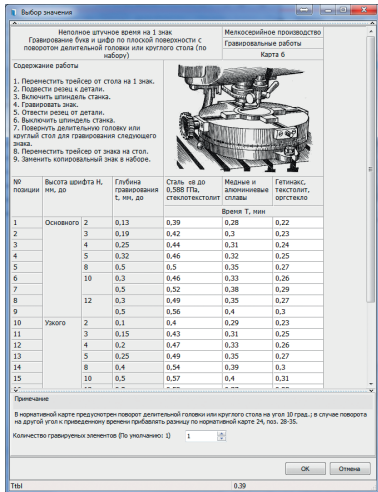 Выбор значения
Неполное штучное время на 1 знак
Гравирование букв и цифр по плоской поверхности с
поворотом делительной головки или круглого стола (по
набору)
Мелкосерийное производство
Гравировальные работы
Карта 6
Содержание работы
1. Переместить трейсер от стола на 1 знак.
2. Подвести резец к детали.
3. Включить шпиндель станка.
4. Гравировать знак.
5. Отвести резец от детали.
6. Выключить шпиндель станка.
7. Повернуть делительную головку или
круглый стол для гравирования следующего
знака.
8. Переместить трейсер от знака на стол.
9. Заменить копировальный знак в наборе.
№ позиции Высота шрифта H, мм, до Глубина гравирования t, мм, до Сталь σв до 0,588 ГПа, стеклотекстолит Медные и алюминиевые сплавы Гетинакс, текстолит, оргстекло
Время T, мин
1 Основного 2 0,13 0,39 0,28 0,22
2 3 0,19 0,42 0,3 0,23
3 4 0,25 0,44 0,31 0,24
4 5 0,32 0,46 0,32 0,25
5 8 0,5 0,5 0,35 0,27
6 10 0,3 0,46 0,33 0,26
7 0,5 0,52 0,38 0,29
8 12 0,3 0,49 0,35 0,27
9 0,5 0,56 0,4 0,3
10 Узкого 2 0,1 0,4 0,29 0,23
11 3 0,15 0,43 0,31 0,25
12 4 0,2 0,47 0,33 0,26
13 5 0,25 0,49 0,35 0,27
14 8 0,4 0,54 0,39 0,3
15 10 0,5 0,57 0,4 0,31
Примечание
В нормативной карте предусмотрен поворот делительной головки или круглого стола на угол 10 град.; в случае поворота
на другой угол к приведенному времени прибавлять разницу по нормативной карте 24, поз. 28-35.
Количество гравируемых элементов (По умолчанию: 1) 1
OK Отмена
Ttbl 0.39